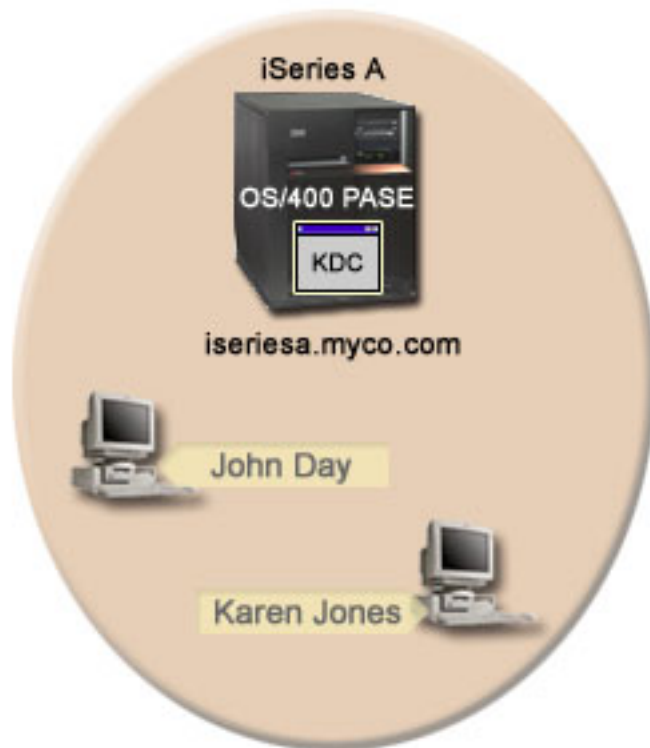 iSeries A
OS/400 PASE
KDC
iseriesa.myco.com
John Day
Karen Jones